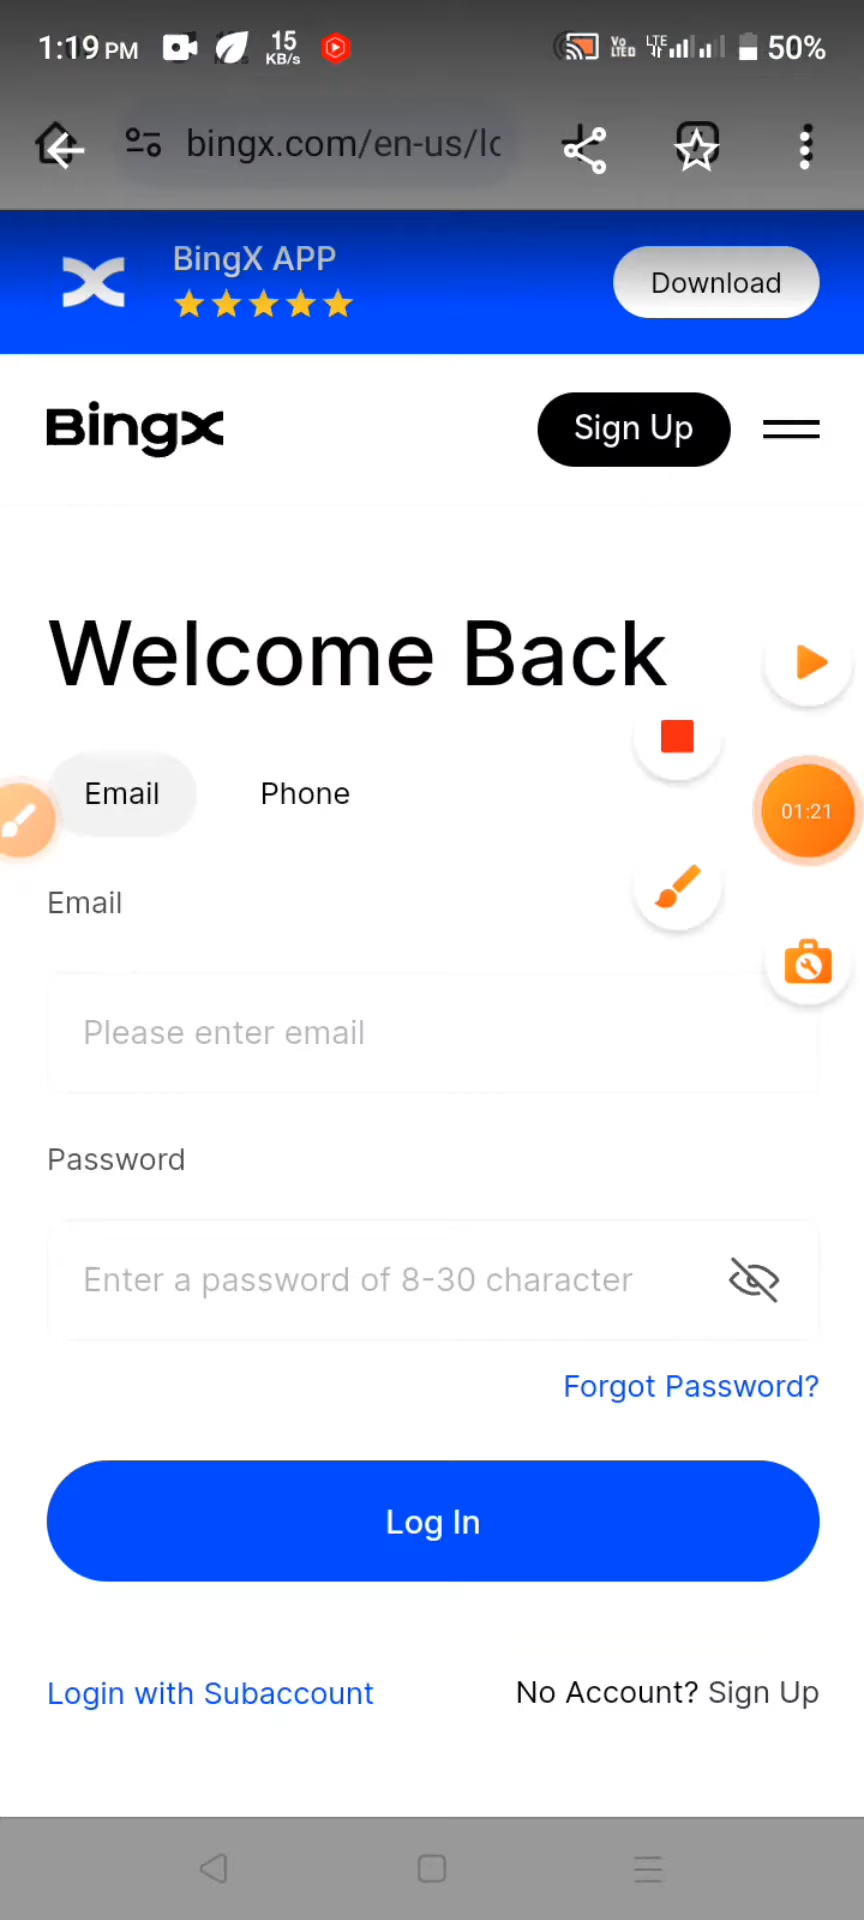 1:19 PM 15 KB/s VoLTED LTE 50%
bingx.com/en-us/lo
BingX APP
Download
BingX
Sign Up
Welcome Back
Email Phone
01:21
Email
Please enter email
Password
Enter a password of 8-30 character
Forgot Password?
Log In
Login with Subaccount
No Account? Sign Up